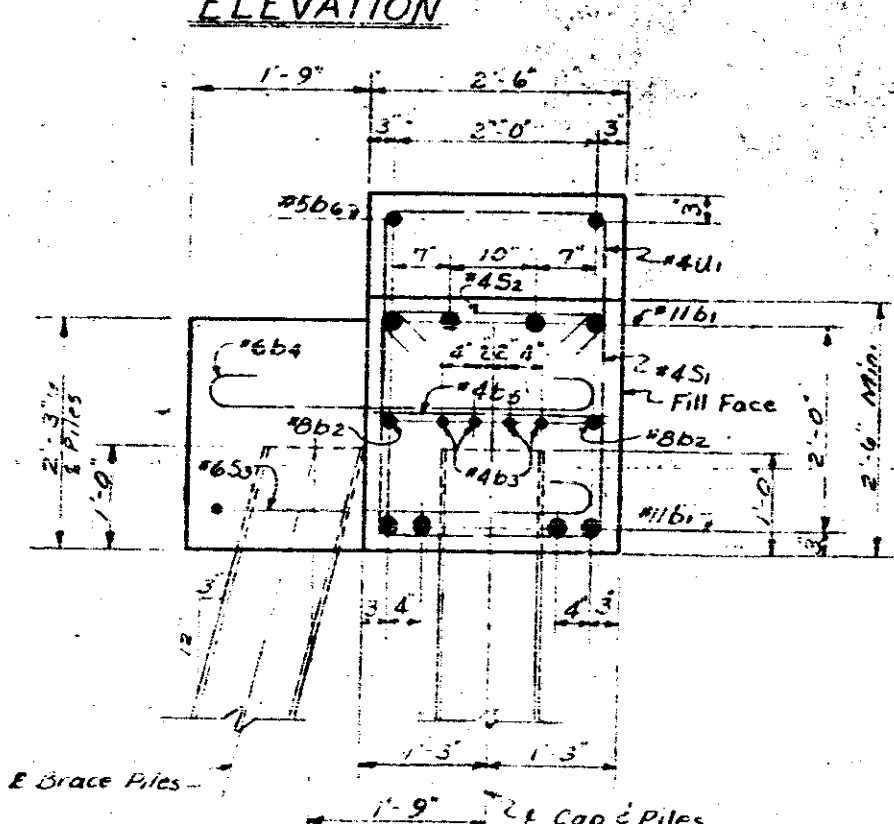 ELEVATION
1'-9" 2'-6"
3" 2'-0" 3"
#5b6
3"
7" 10" 7"
#4U1
#4S2
#11b1
4" 2" 2" 4"
#6b4
#4S1
#4b5
Fill Face
2'-3"
@ Piles
#8b2
#8b2
2'-0"
2'-6" Min.
#4b3
1'-0"
#6S3
1'-0"
#11b1
3"
3
12
3 4"
4" 3"
1'-3" 1'-3"
Brace Piles
1'-9"
Cap & Piles